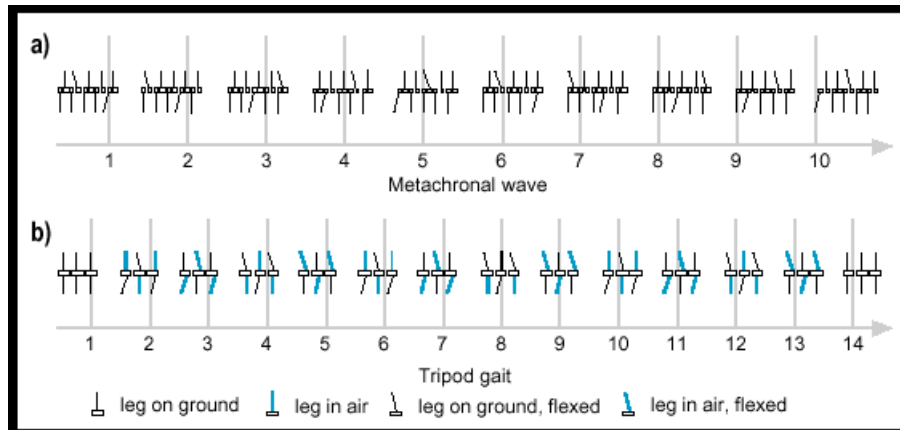 a)
1 2 3 4 5 6 7 8 9 10
Metachronal wave
b)
1 2 3 4 5 6 7 8 9 10 11 12 13 14
Tripod gait
leg on ground leg in air leg on ground, flexed leg in air, flexed